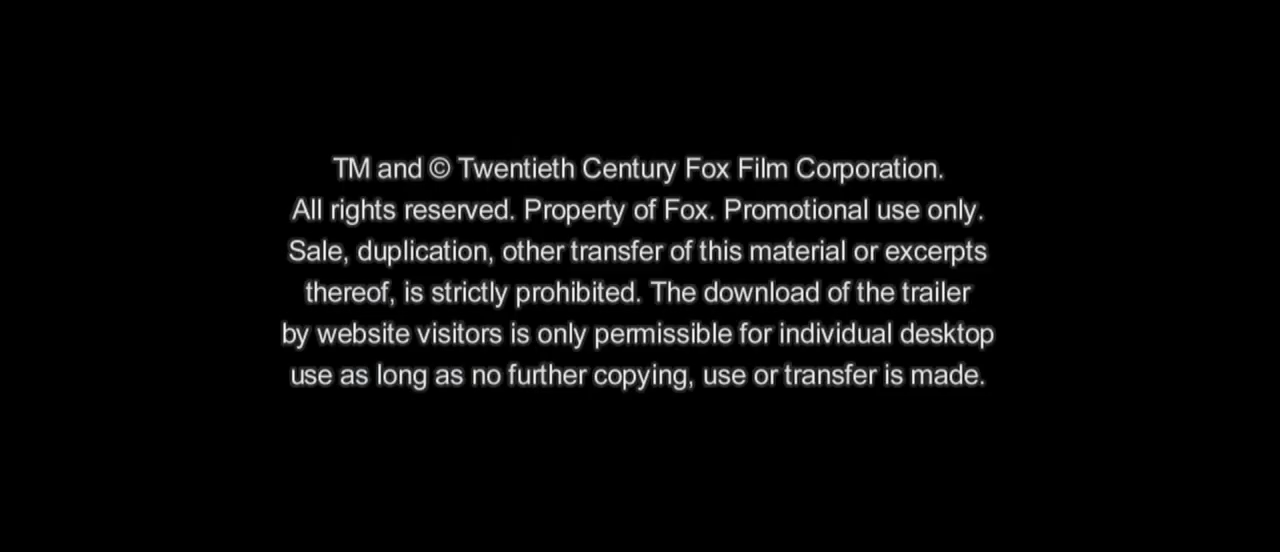 TM and © Twentieth Century Fox Film Corporation.
All rights reserved. Property of Fox. Promotional use only.
Sale, duplication, other transfer of this material or excerpts
thereof, is strictly prohibited. The download of the trailer
by website visitors is only permissible for individual desktop
use as long as no further copying, use or transfer is made.